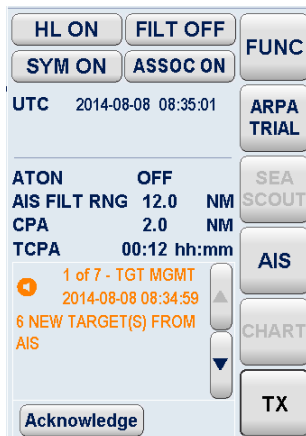 HL ON FILT OFF
SYM ON ASSOC ON
FUNC
UTC 2014-08-08 08:35:01
ARPA
TRIAL
ATON OFF
AIS FILT RNG 12.0 NM
CPA 2.0 NM
TCPA 00:12 hh:mm
SEA
SCOUT
AIS
1 of 7 - TGT MGMT
2014-08-08 08:34:59
6 NEW TARGET(S) FROM
AIS
CHART
Acknowledge
TX